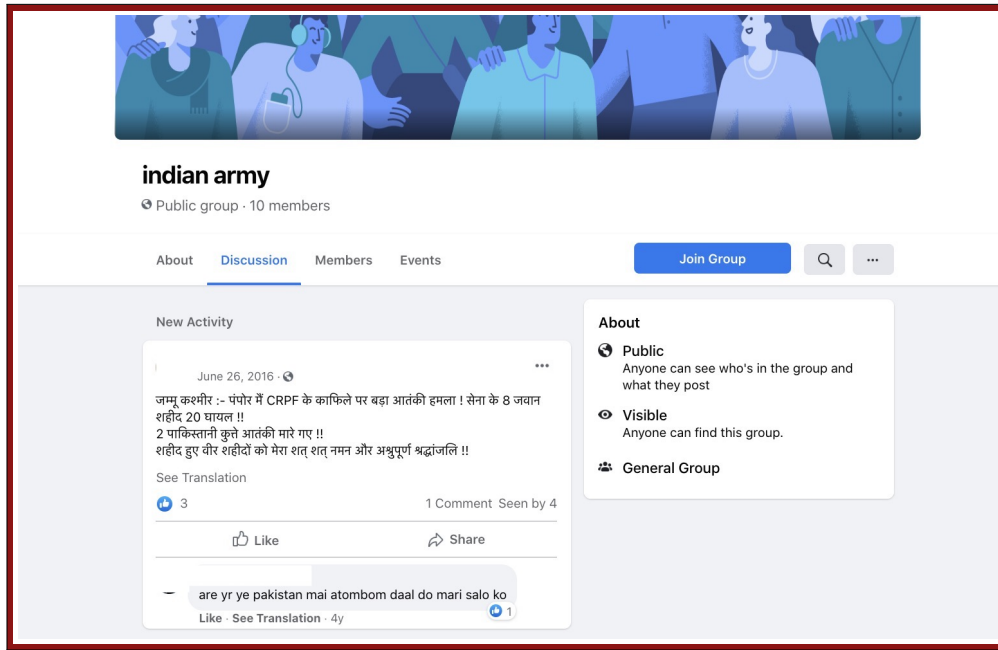 indian army
Public group · 10 members
About Discussion Members Events
Join Group
...
New Activity
...
June 26, 2016 ·
जम्मू कश्मीर :- पंपोर मैं CRPF के काफिले पर बड़ा आतंकी हमला ! सेना के 8 जवान
शहीद 20 घायल !!
2 पाकिस्तानी कुत्ते आतंकी मारे गए !!
शहीद हुए वीर शहीदों को मेरा शत् शत् नमन और अश्रुपूर्ण श्रद्धांजलि !!
See Translation
3
1 Comment Seen by 4
Like
Share
are yr ye pakistan mai atombom daal do mari salo ko
1
Like · See Translation · 4y
About
Public
Anyone can see who's in the group and
what they post
Visible
Anyone can find this group.
General Group